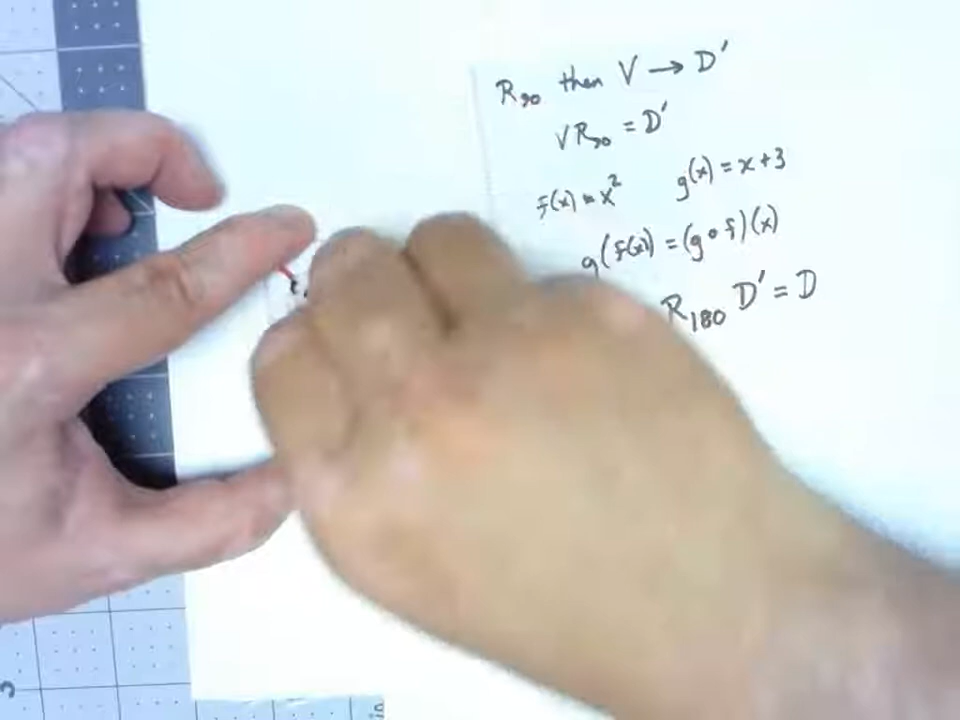 R₉₀ then V → D'
VR₉₀ = D'
f(x) = x² g(x) = x+3
g(f(x)) = (g∘f)(x)
R₁₈₀ D' = D